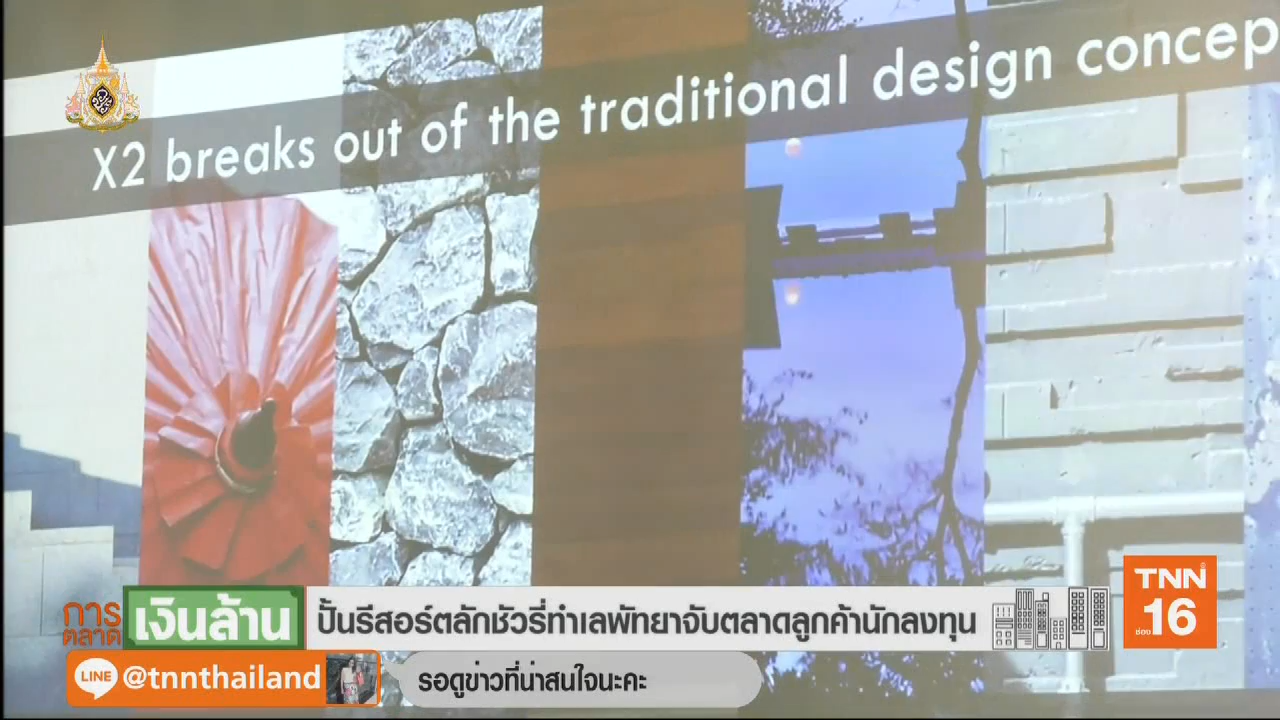 X2 breaks out of the traditional design concep
การตลาด
เงินล้าน
ปั้นรีสอร์ตลักชัวรี่ทำเลพัทยาจับตลาดลูกค้านักลงทุน
TNN
ช่อง 16
LINE @tnnthailand
รอดูข่าวที่น่าสนใจนะคะ